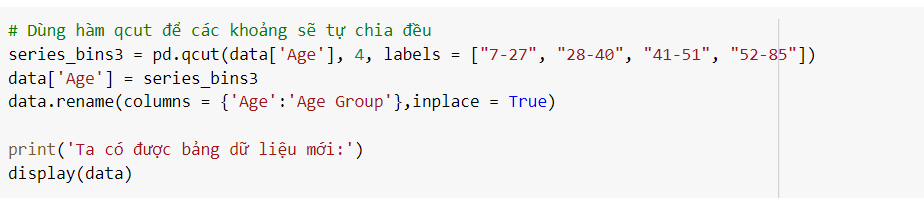 # Dùng hàm qcut để các khoảng sẽ tự chia đều
series_bins3 = pd.qcut(data['Age'], 4, labels = ["7-27", "28-40", "41-51", "52-85"])
data['Age'] = series_bins3
data.rename(columns = {'Age':'Age Group'},inplace = True)
print('Ta có được bảng dữ liệu mới:')
display(data)